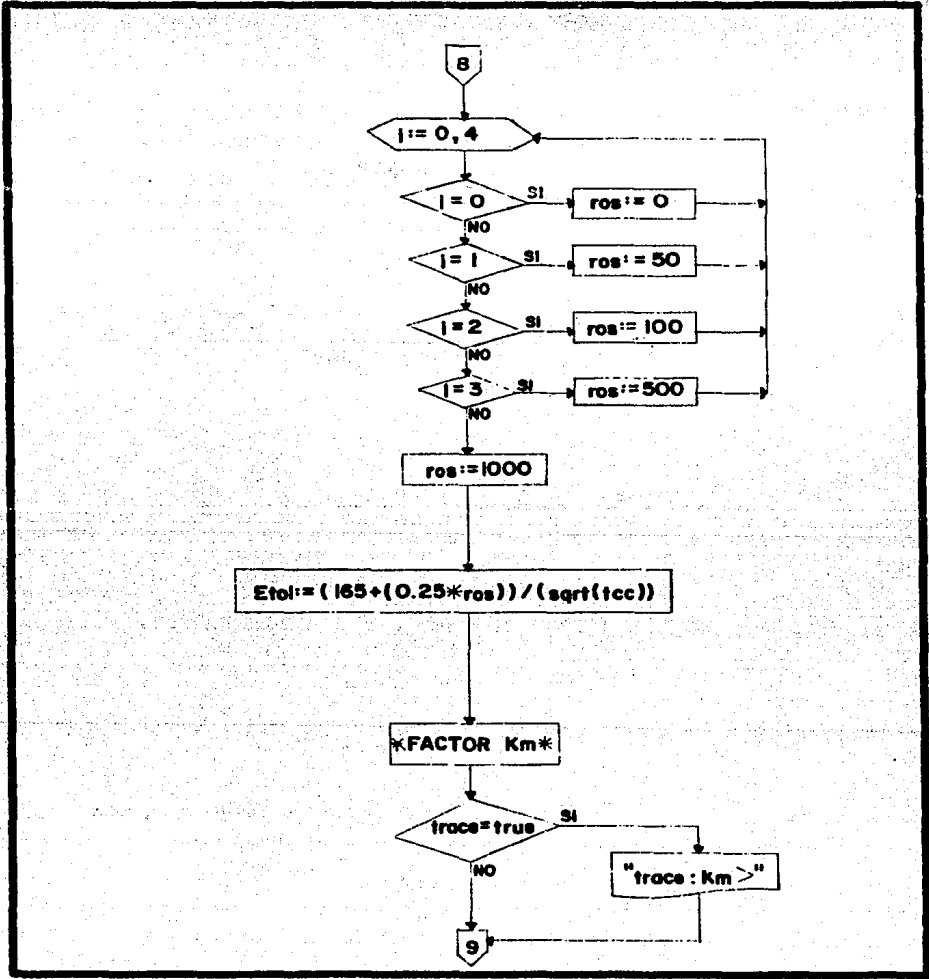 8
i:= 0, 4
i = 0
SI
ros:= 0
NO
i = 1
SI
ros:= 50
NO
i = 2
SI
ros:= 100
NO
i = 3
SI
ros:=500
NO
ros:=1000
Etol:= ( 165+(0.25*ros))/(sqrt(tcc))
*FACTOR Km*
trace=true
SI
NO
"trace : Km >"
9